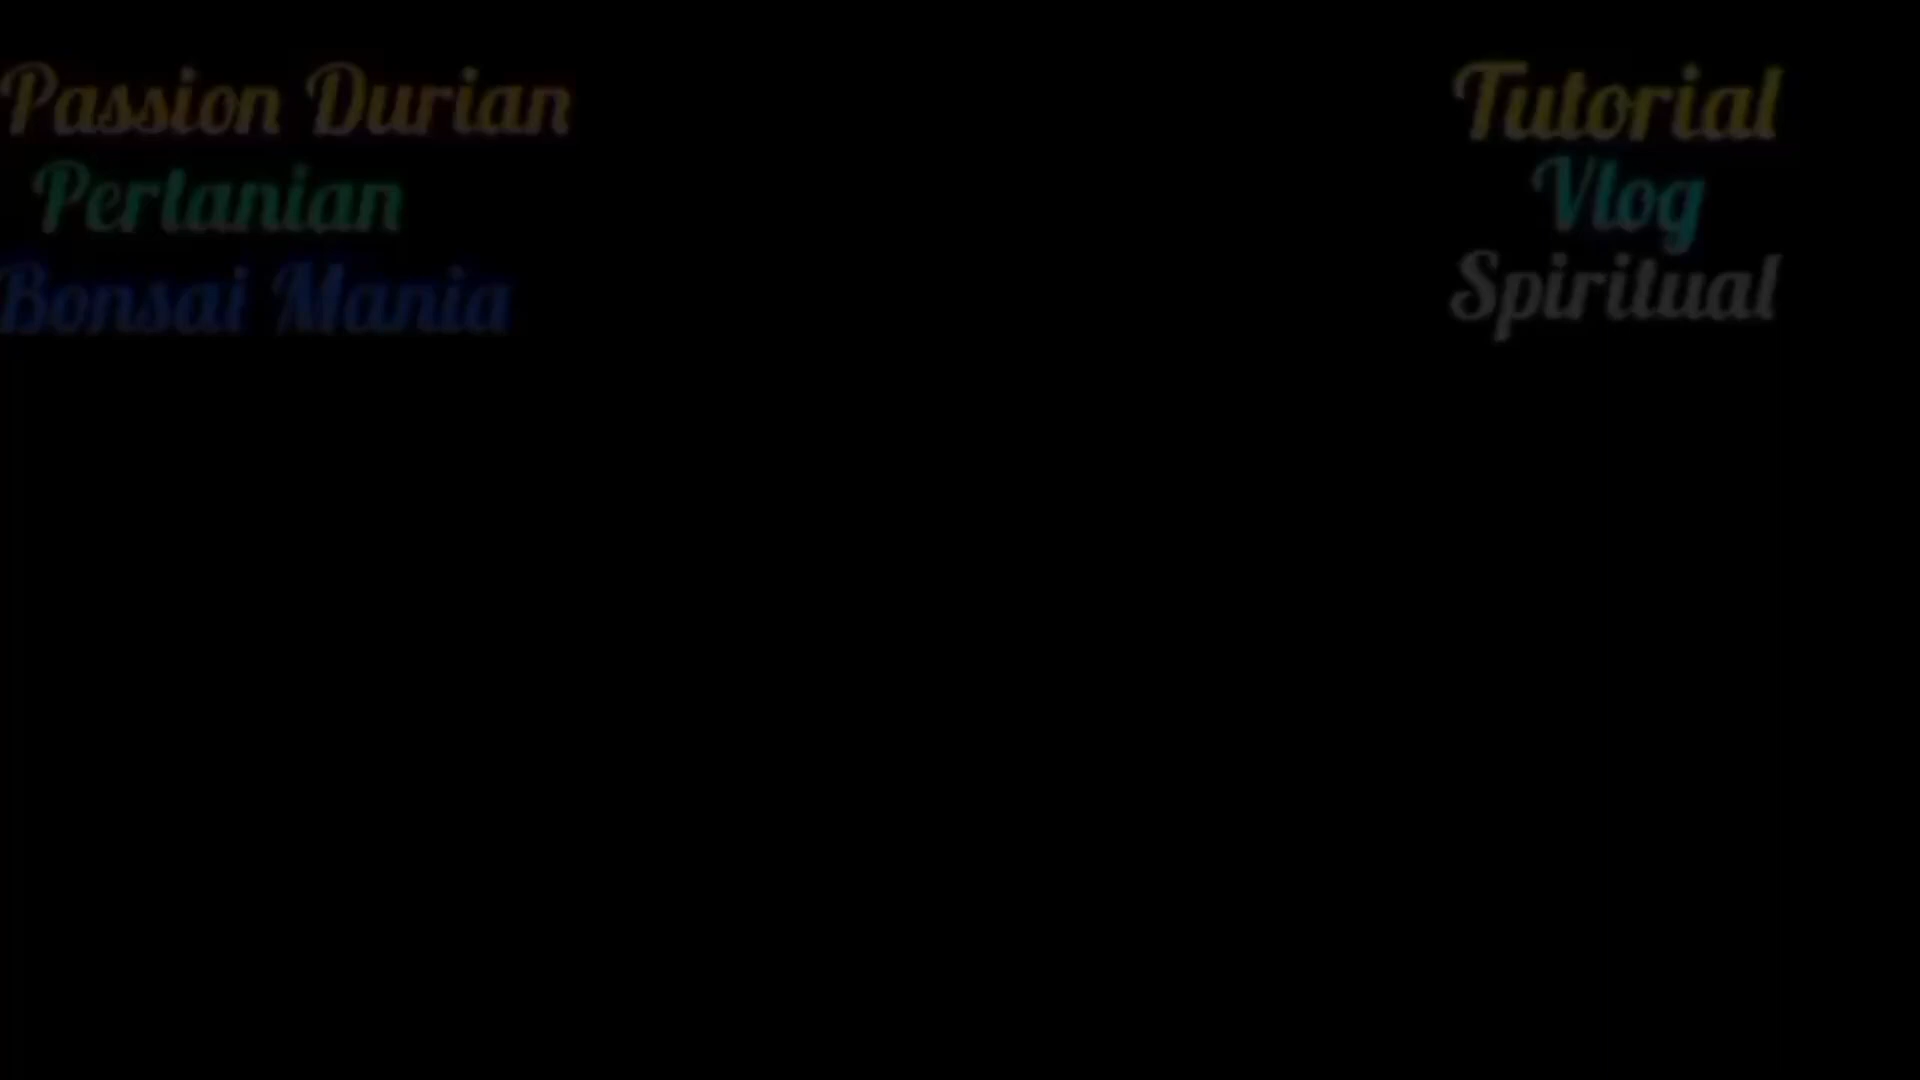 Passion Durian
Pertanian
Bonsai Mania
Tutorial
Vlog
Spiritual